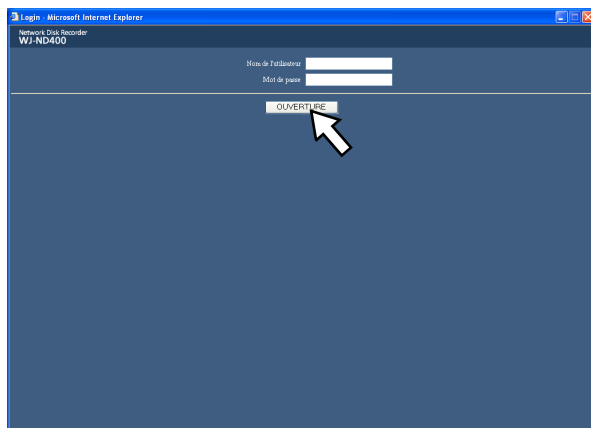 Login - Microsoft Internet Explorer
Network Disk Recorder
WJ-ND400
Nom de l'utilisateur
Mot de passe
OUVERTURE